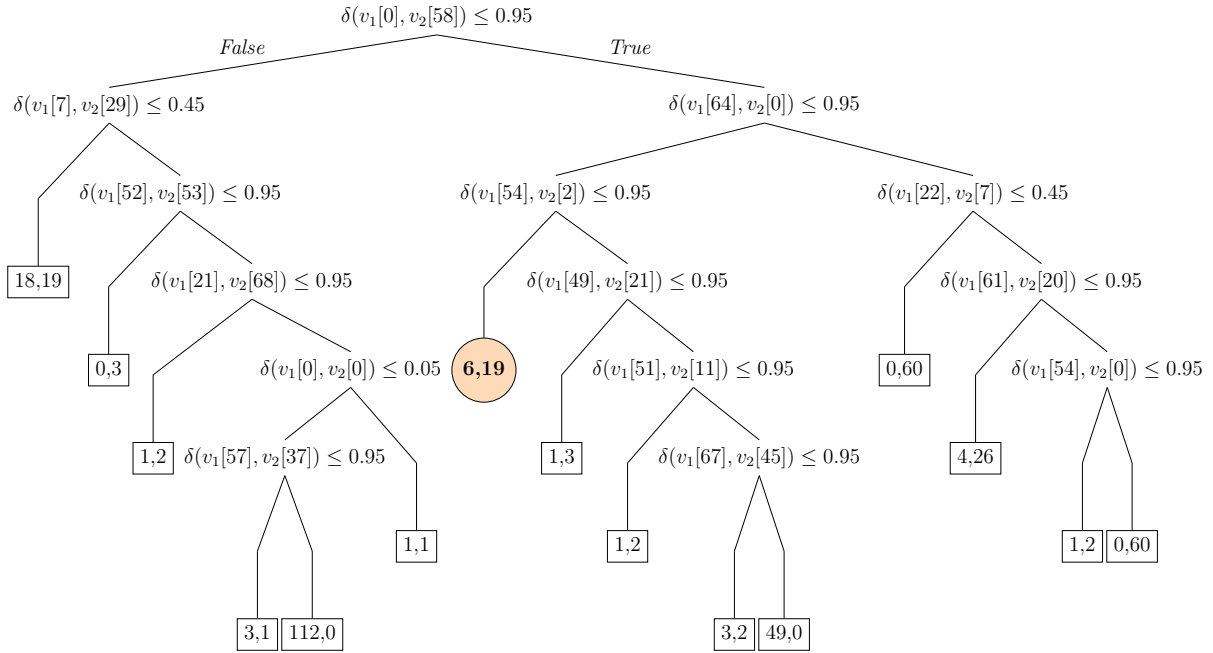 δ(v₁[0], v₂[58]) ≤ 0.95
False
True
δ(v₁[7], v₂[29]) ≤ 0.45
δ(v₁[64], v₂[0]) ≤ 0.95
δ(v₁[52], v₂[53]) ≤ 0.95
δ(v₁[54], v₂[2]) ≤ 0.95
δ(v₁[22], v₂[7]) ≤ 0.45
18,19
δ(v₁[21], v₂[68]) ≤ 0.95
δ(v₁[49], v₂[21]) ≤ 0.95
δ(v₁[61], v₂[20]) ≤ 0.95
0,3
δ(v₁[0], v₂[0]) ≤ 0.05
6,19
δ(v₁[51], v₂[11]) ≤ 0.95
0,60
δ(v₁[54], v₂[0]) ≤ 0.95
1,2
δ(v₁[57], v₂[37]) ≤ 0.95
1,3
δ(v₁[67], v₂[45]) ≤ 0.95
4,26
1,1
1,2
1,2
0,60
3,1
112,0
3,2
49,0